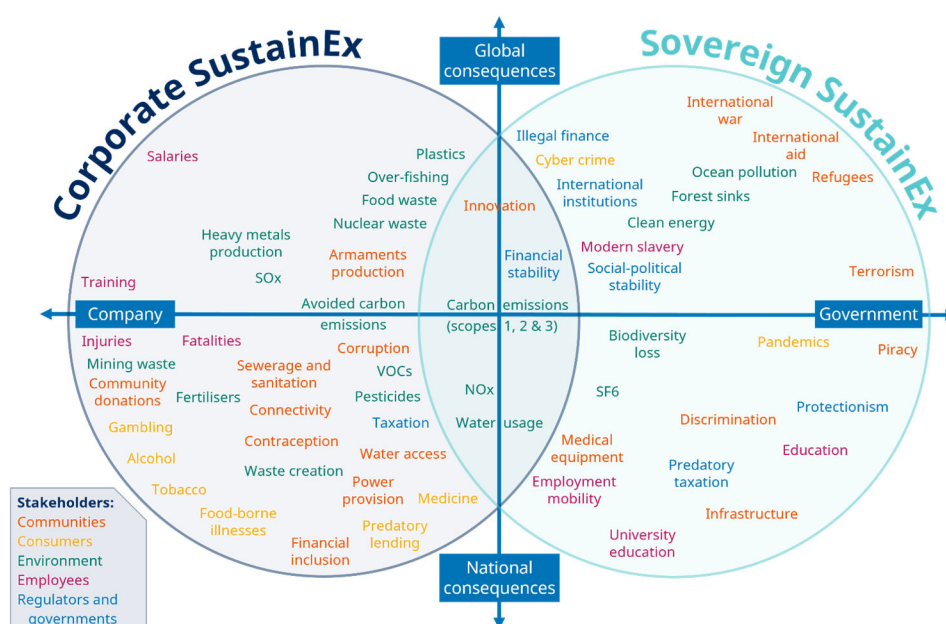 Corporate SustainEx
Sovereign SustainEx
Global
consequences
Salaries
Plastics
Over-fishing
Food waste
Nuclear waste
Heavy metals
production
Armaments
production
SOx
Training
Avoided carbon
emissions
Illegal finance
Cyber crime
International
institutions
Innovation
Financial
stability
Carbon emissions
(scopes 1, 2 & 3)
International
war
International
aid
Ocean pollution
Refugees
Forest sinks
Clean energy
Modern slavery
Social-political
stability
Terrorism
Company
Government
Injuries
Fatalities
Mining waste
Community
donations
Fertilisers
Sewerage and
sanitation
Corruption
VOCs
Pesticides
Connectivity
Gambling
Taxation
Contraception
Alcohol
Water access
Waste creation
Tobacco
Power
provision
Medicine
Food-borne
illnesses
Predatory
lending
Financial
inclusion
NOx
Water usage
Biodiversity
loss
Pandemics
Piracy
SF6
Protectionism
Discrimination
Medical
equipment
Education
Predatory
taxation
Employment
mobility
Infrastructure
University
education
National
consequences
Stakeholders:
Communities
Consumers
Environment
Employees
Regulators and
governments